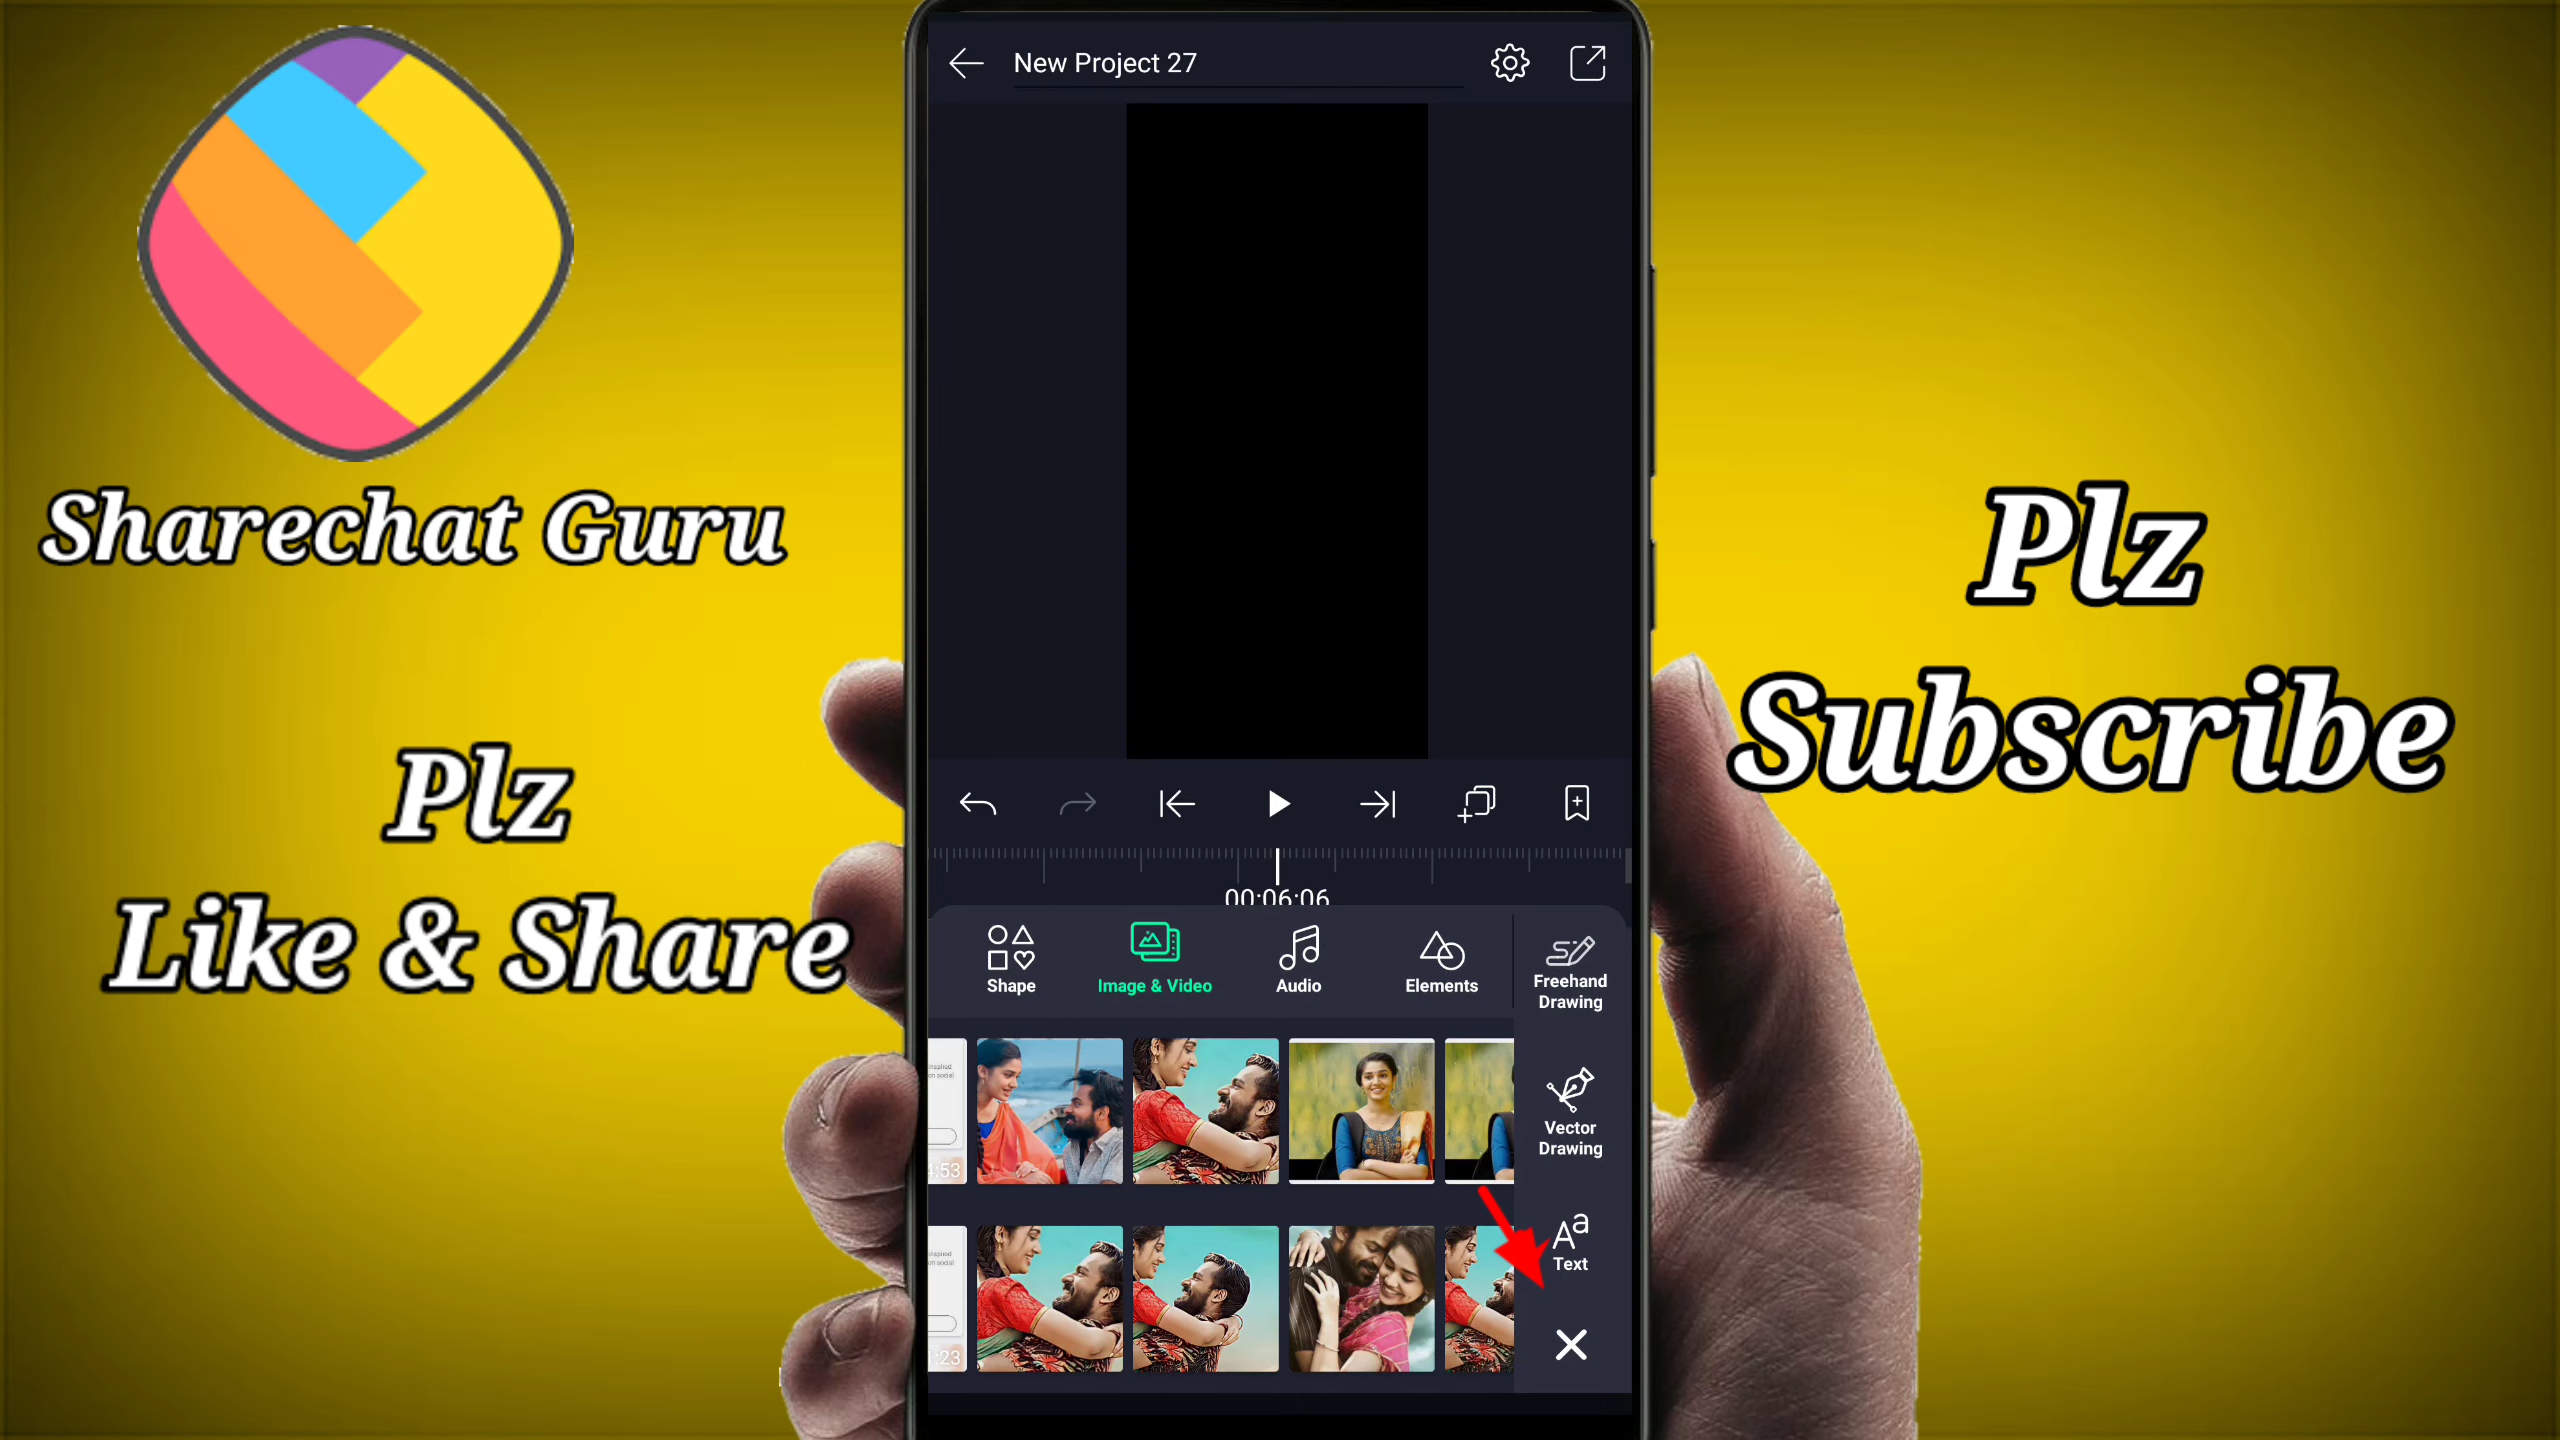 New Project 27
Sharechat Guru
Plz
Like & Share
Plz
Subscribe
00:06:06
Shape
Image & Video
Audio
Elements
Freehand
Drawing
Vector
Drawing
Text